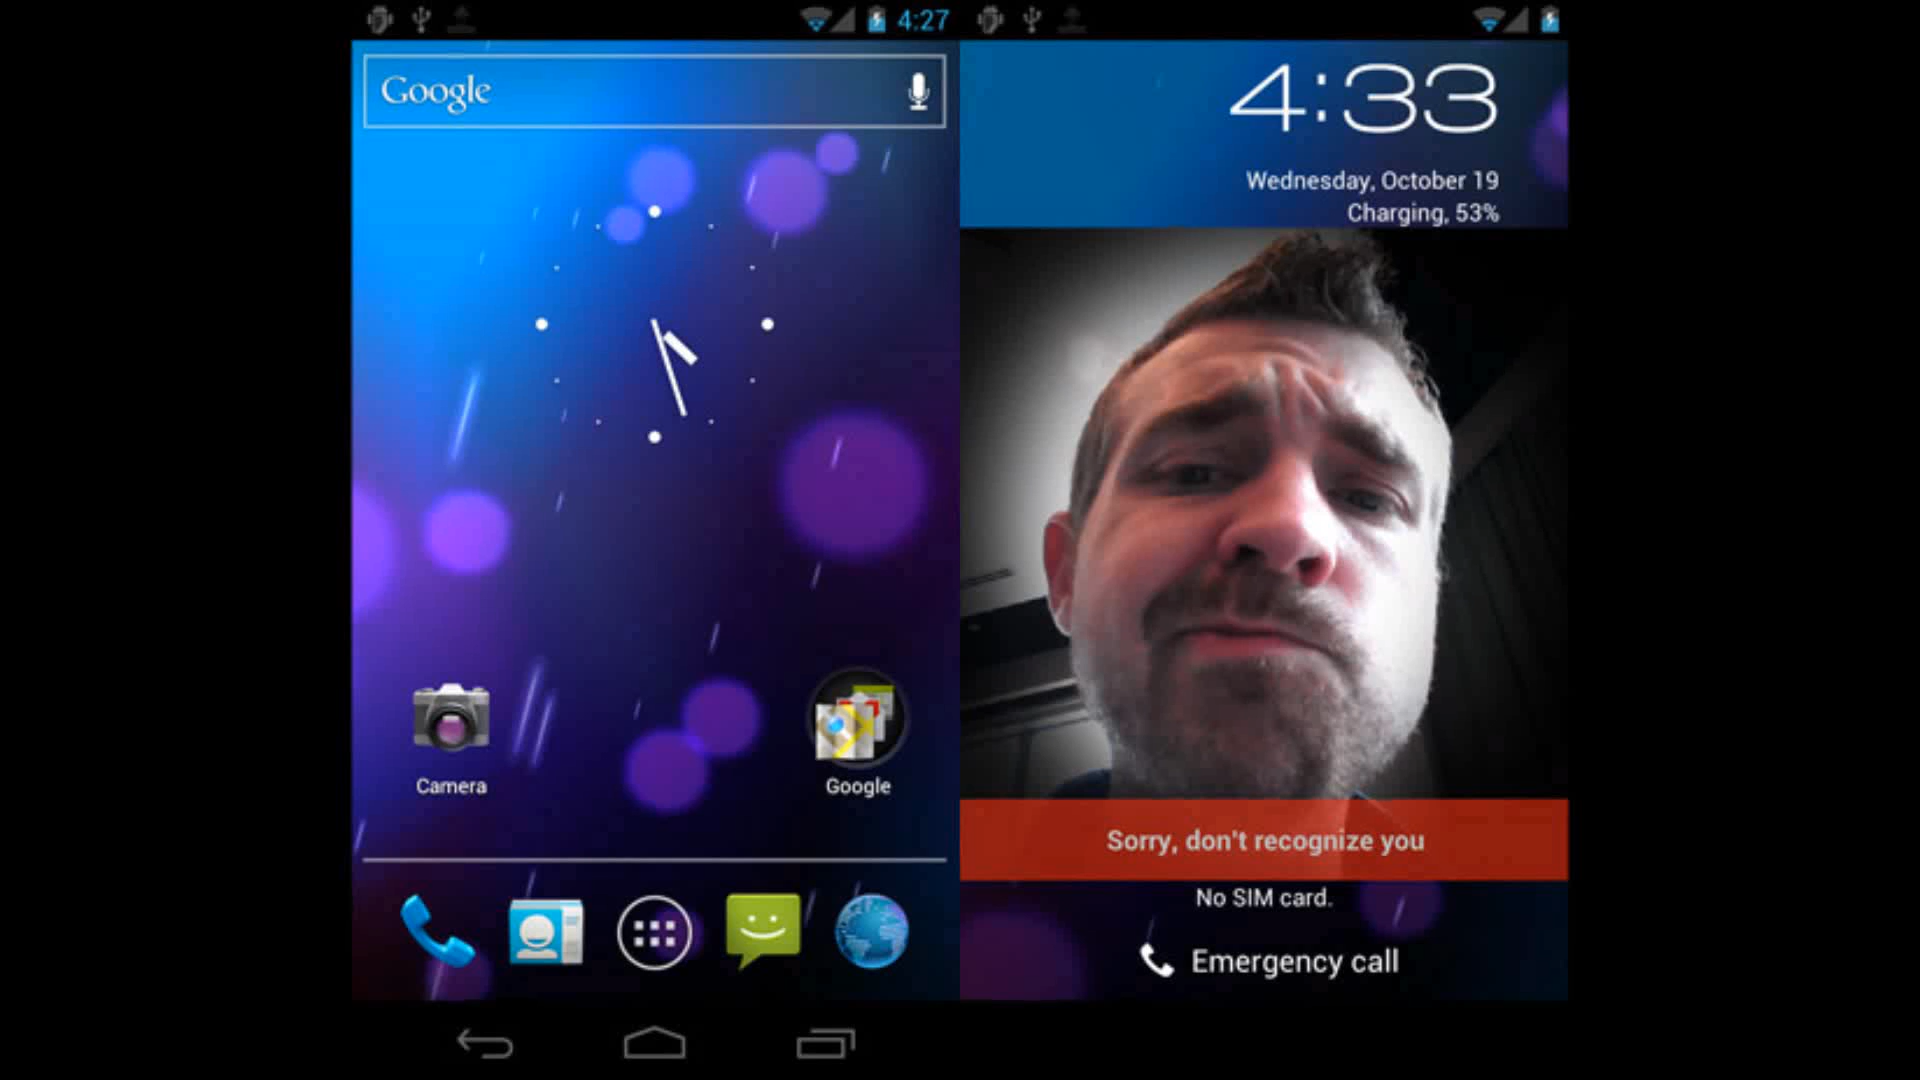 4:27
Google
Camera
Google
4:33
Wednesday, October 19
Charging, 53%
Sorry, don't recognize you
No SIM card.
Emergency call